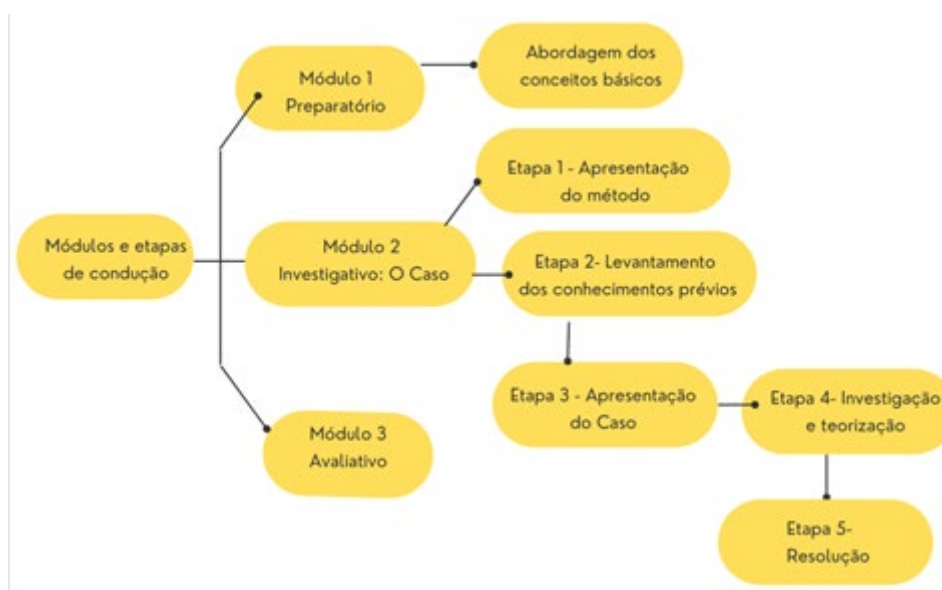 Módulos e etapas
de condução
Módulo 1
Preparatório
Abordagem dos
conceitos básicos
Módulo 2
Investigativo: O Caso
Etapa 1 - Apresentação
do método
Etapa 2- Levantamento
dos conhecimentos prévios
Etapa 3 - Apresentação
do Caso
Etapa 4- Investigação
e teorização
Etapa 5-
Resolução
Módulo 3
Avaliativo